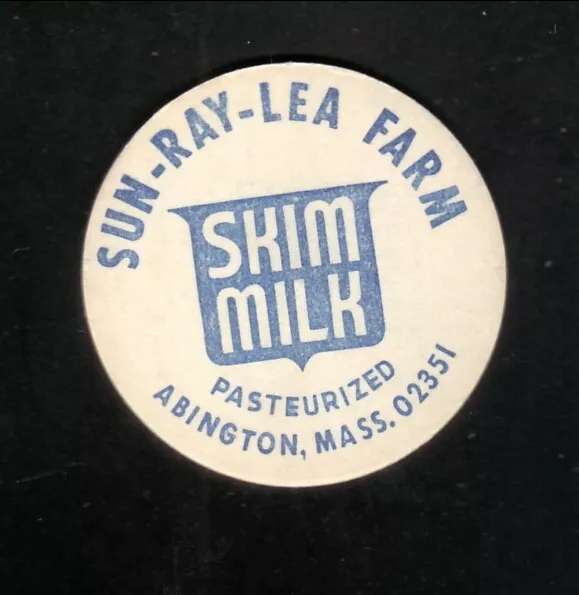 SUN-RAY-LEA FARM
SKIM
MILK
PASTEURIZED
ABINGTON, MASS. 02351